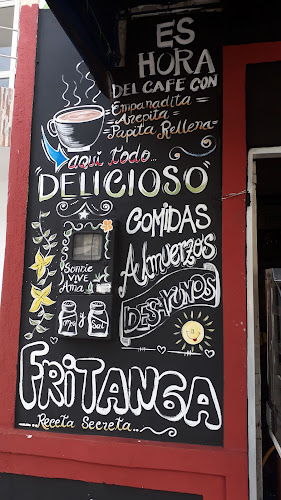 ES
HORA
DEL CAFE CON
Empanadita
Arepita
Papita Rellena
aqui todo...
DELICIOSO
COMIDAS
Almuerzos
DESAYUNOS
Sonrie
VIVE
Ama
y
Sal
FRITANGA
Receta Secreta...